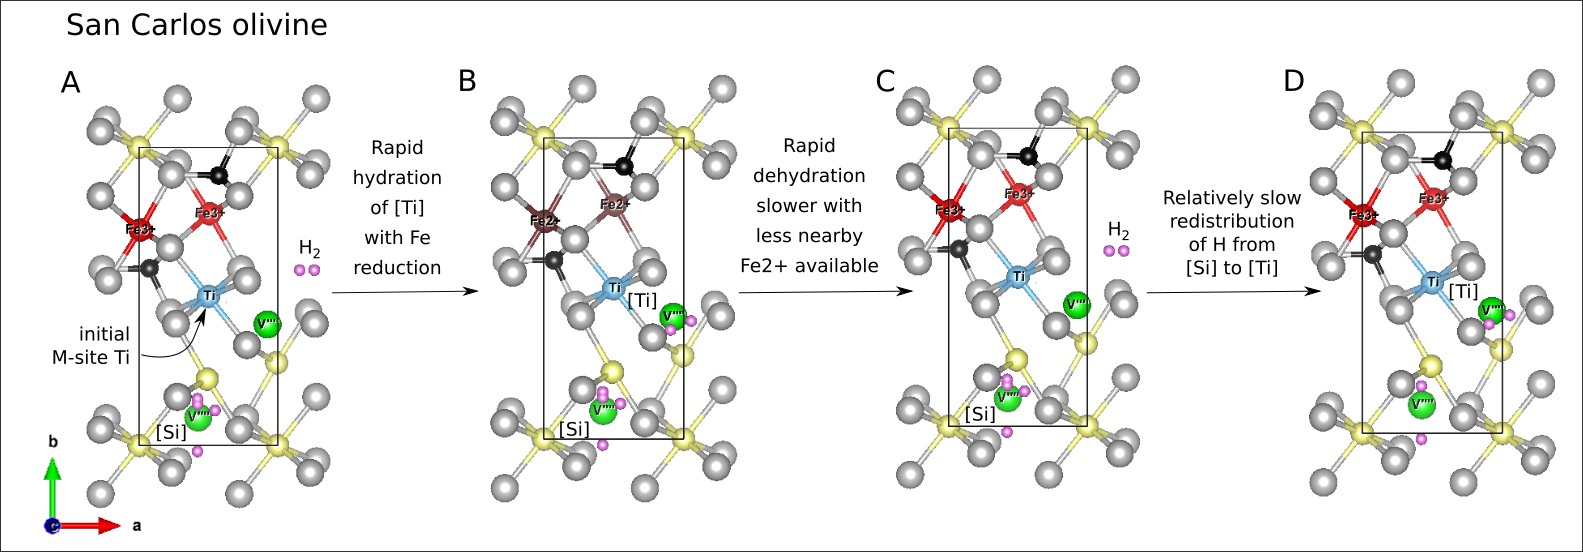 San Carlos olivine
A
B
C
D
Rapid
hydration
of [Ti]
with Fe
reduction
Rapid
dehydration
slower with
less nearby
Fe2+ available
Relatively slow
redistribution
of H from
[Si] to [Ti]
Fe3+
Fe3+
H2
Ti
V''''
initial
M-site Ti
V''''
[Si]
b
c
a
Fe2+
Fe2+
Ti
[Ti]
V''''
V''''
[Si]
Fe3+
Fe3+
H2
Ti
V''''
V''''
[Si]
Fe3+
Fe3+
Ti
[Ti]
V''''
V''''